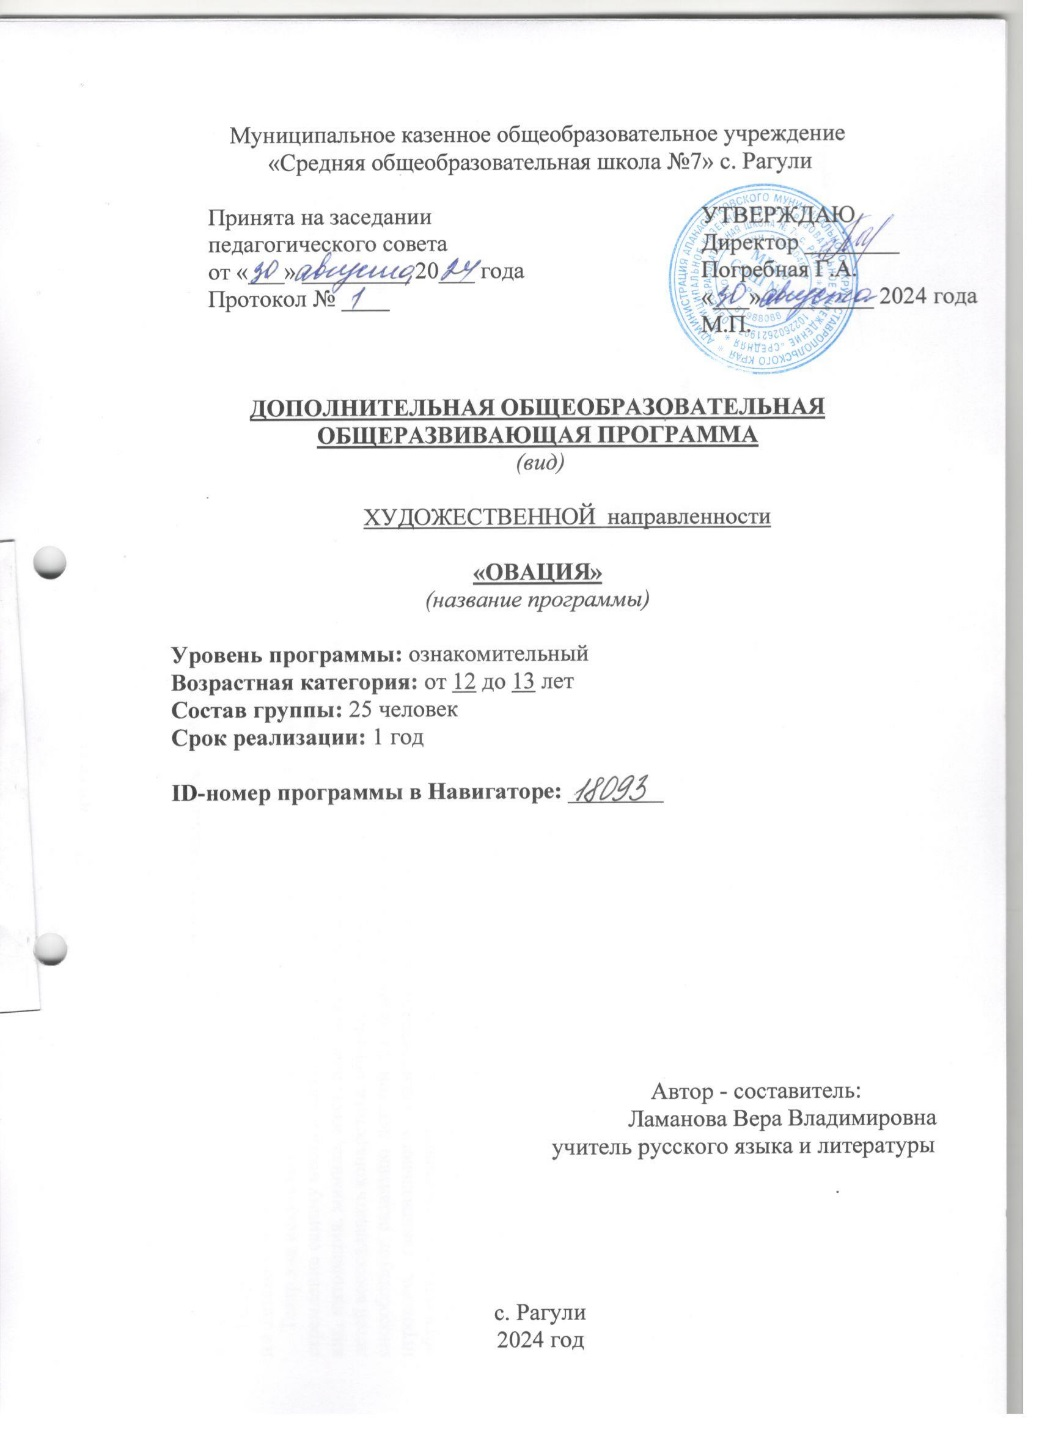 Муниципальное казенное общеобразовательное учреждение
«Средняя общеобразовательная школа №7» с. Рагули
Принята на заседании
педагогического совета
от «30» августа 2024 года
Протокол № 1
УТВЕРЖДАЮ
Директор
Погребная Г.А.
«30» августа 2024 года
М.П.
ДОПОЛНИТЕЛЬНАЯ ОБЩЕОБРАЗОВАТЕЛЬНАЯ
ОБЩЕРАЗВИВАЮЩАЯ ПРОГРАММА
(вид)
ХУДОЖЕСТВЕННОЙ направленности
«ОВАЦИЯ»
(название программы)
Уровень программы: ознакомительный
Возрастная категория: от 12 до 13 лет
Состав группы: 25 человек
Срок реализации: 1 год
ID-номер программы в Навигаторе: 18093
Автор - составитель:
Ламанова Вера Владимировна
учитель русского языка и литературы
с. Рагули
2024 год